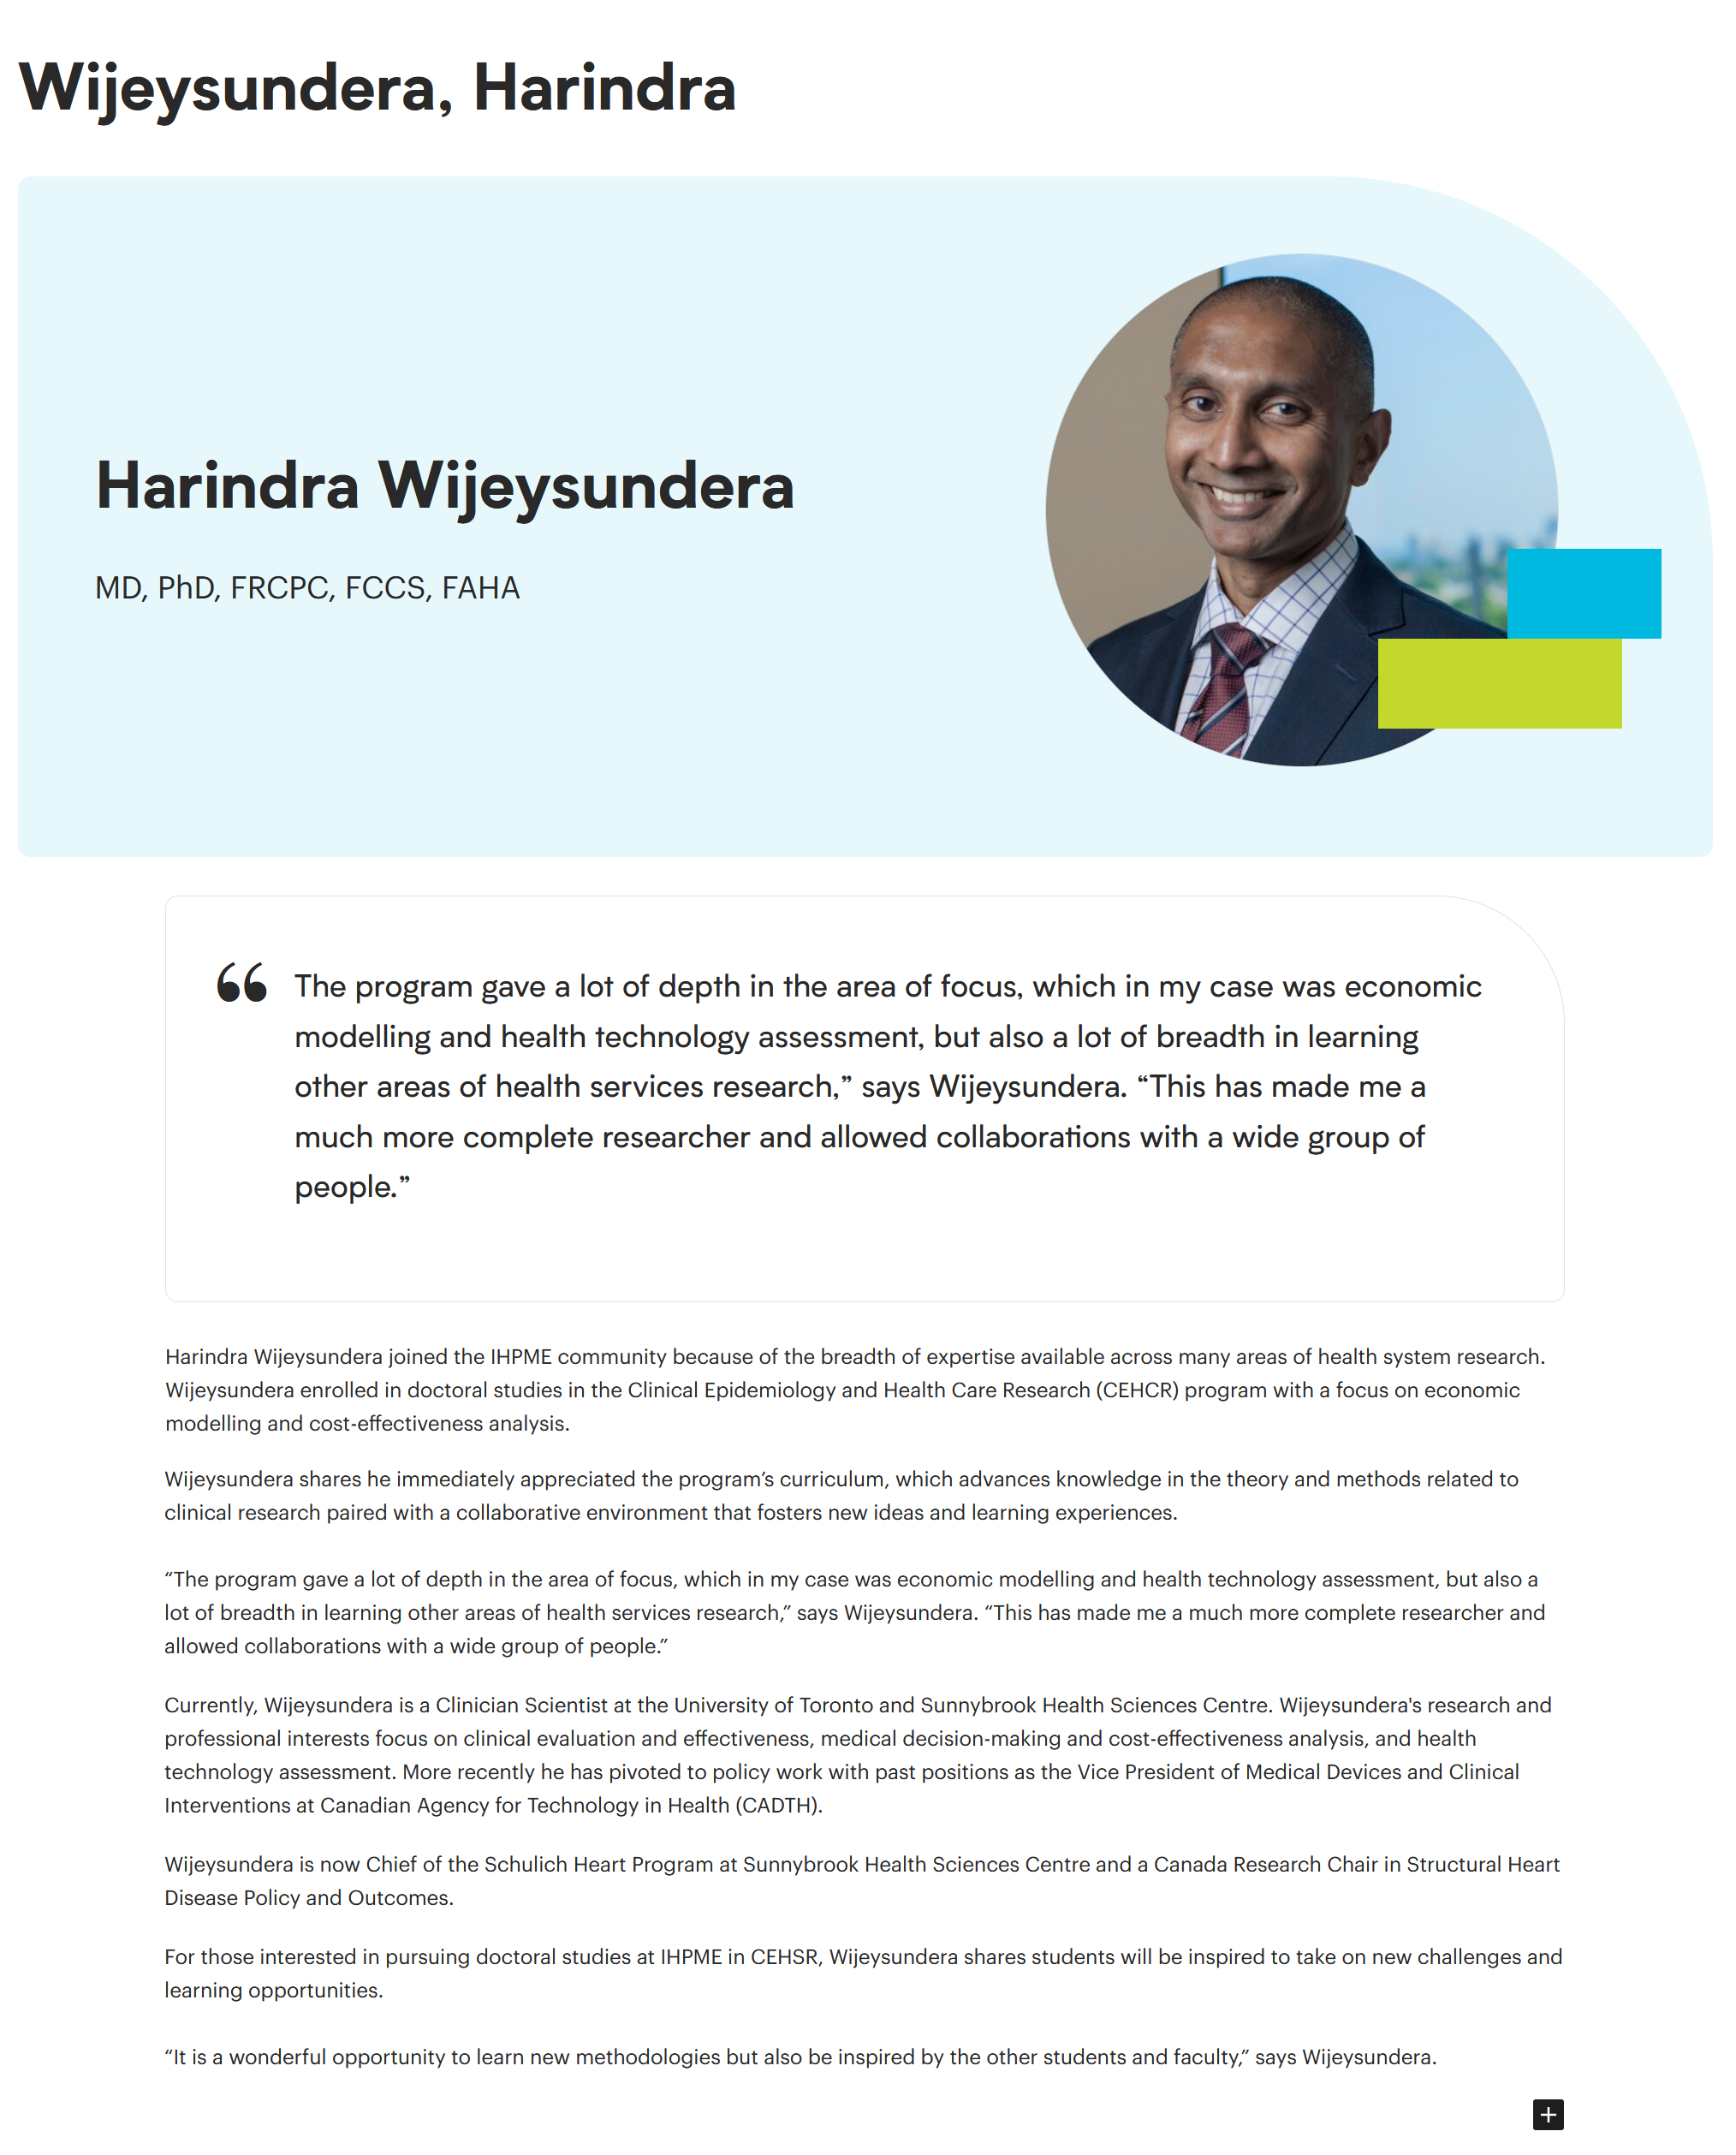 Wijeysundera, Harindra
Harindra Wijeysundera
MD, PhD, FRCPC, FCCS, FAHA
“ The program gave a lot of depth in the area of focus, which in my case was economic
modelling and health technology assessment, but also a lot of breadth in learning
other areas of health services research,” says Wijeysundera. “This has made me a
much more complete researcher and allowed collaborations with a wide group of
people.”
Harindra Wijeysundera joined the IHPME community because of the breadth of expertise available across many areas of health system research.
Wijeysundera enrolled in doctoral studies in the Clinical Epidemiology and Health Care Research (CEHCR) program with a focus on economic
modelling and cost-effectiveness analysis.
Wijeysundera shares he immediately appreciated the program’s curriculum, which advances knowledge in the theory and methods related to
clinical research paired with a collaborative environment that fosters new ideas and learning experiences.
“The program gave a lot of depth in the area of focus, which in my case was economic modelling and health technology assessment, but also a
lot of breadth in learning other areas of health services research,” says Wijeysundera. “This has made me a much more complete researcher and
allowed collaborations with a wide group of people.”
Currently, Wijeysundera is a Clinician Scientist at the University of Toronto and Sunnybrook Health Sciences Centre. Wijeysundera's research and
professional interests focus on clinical evaluation and effectiveness, medical decision-making and cost-effectiveness analysis, and health
technology assessment. More recently he has pivoted to policy work with past positions as the Vice President of Medical Devices and Clinical
Interventions at Canadian Agency for Technology in Health (CADTH).
Wijeysundera is now Chief of the Schulich Heart Program at Sunnybrook Health Sciences Centre and a Canada Research Chair in Structural Heart
Disease Policy and Outcomes.
For those interested in pursuing doctoral studies at IHPME in CEHSR, Wijeysundera shares students will be inspired to take on new challenges and
learning opportunities.
“It is a wonderful opportunity to learn new methodologies but also be inspired by the other students and faculty,” says Wijeysundera.